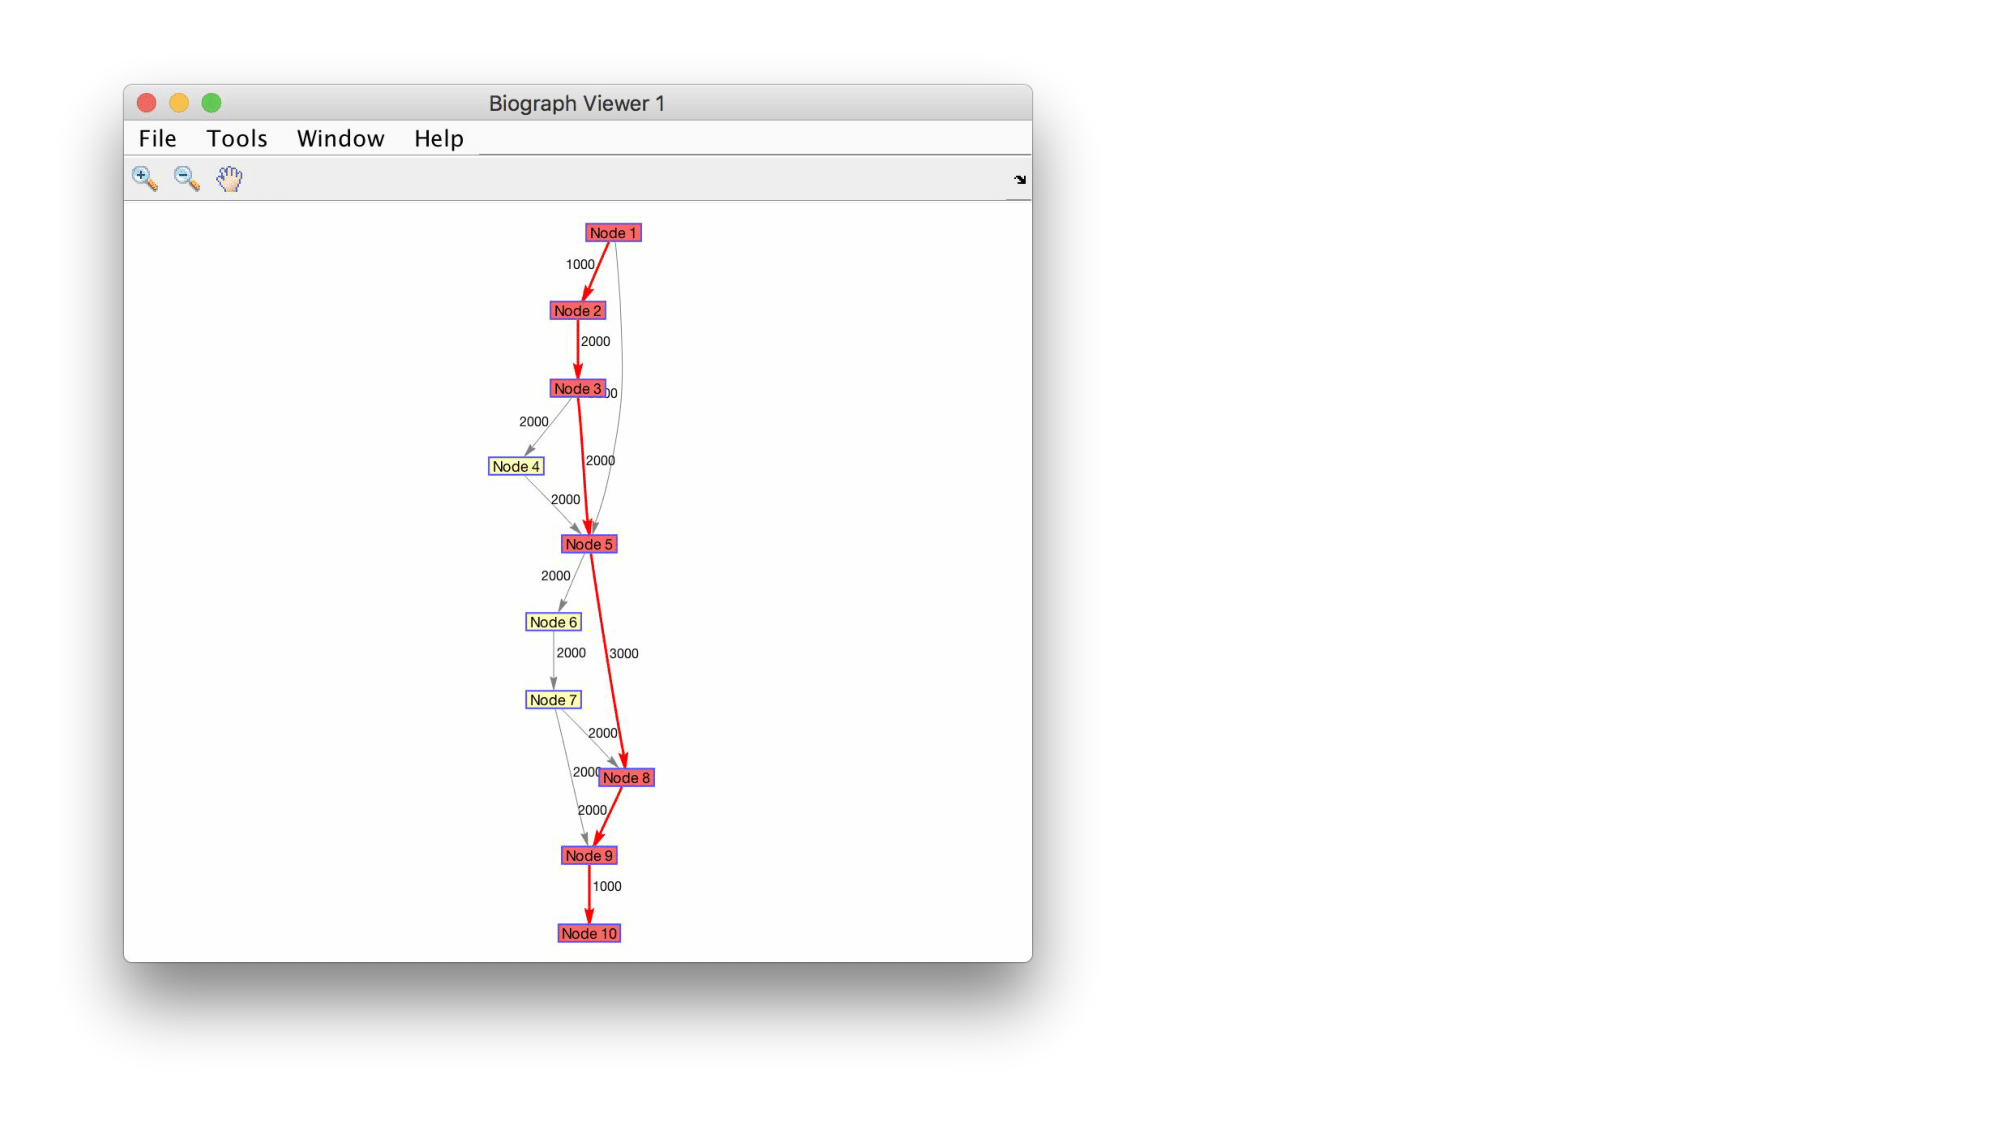 Biograph Viewer 1
File Tools Window Help
Node 1
1000
Node 2
2000
Node 3
2000
2000
Node 4
2000
Node 5
2000
Node 6
2000 3000
Node 7
2000
2000 Node 8
2000
Node 9
1000
Node 10